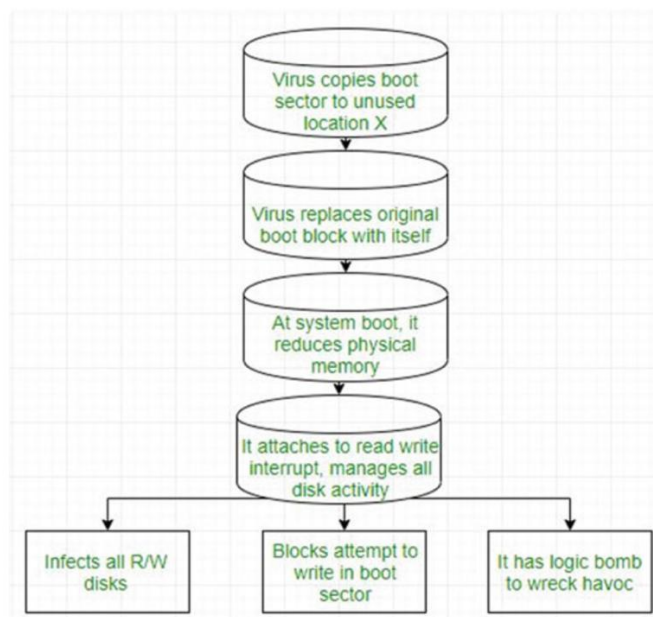 Virus copies boot
sector to unused
location X
Virus replaces original
boot block with itself
At system boot, it
reduces physical
memory
It attaches to read write
interrupt, manages all
disk activity
Infects all R/W
disks
Blocks attempt to
write in boot
sector
It has logic bomb
to wreck havoc